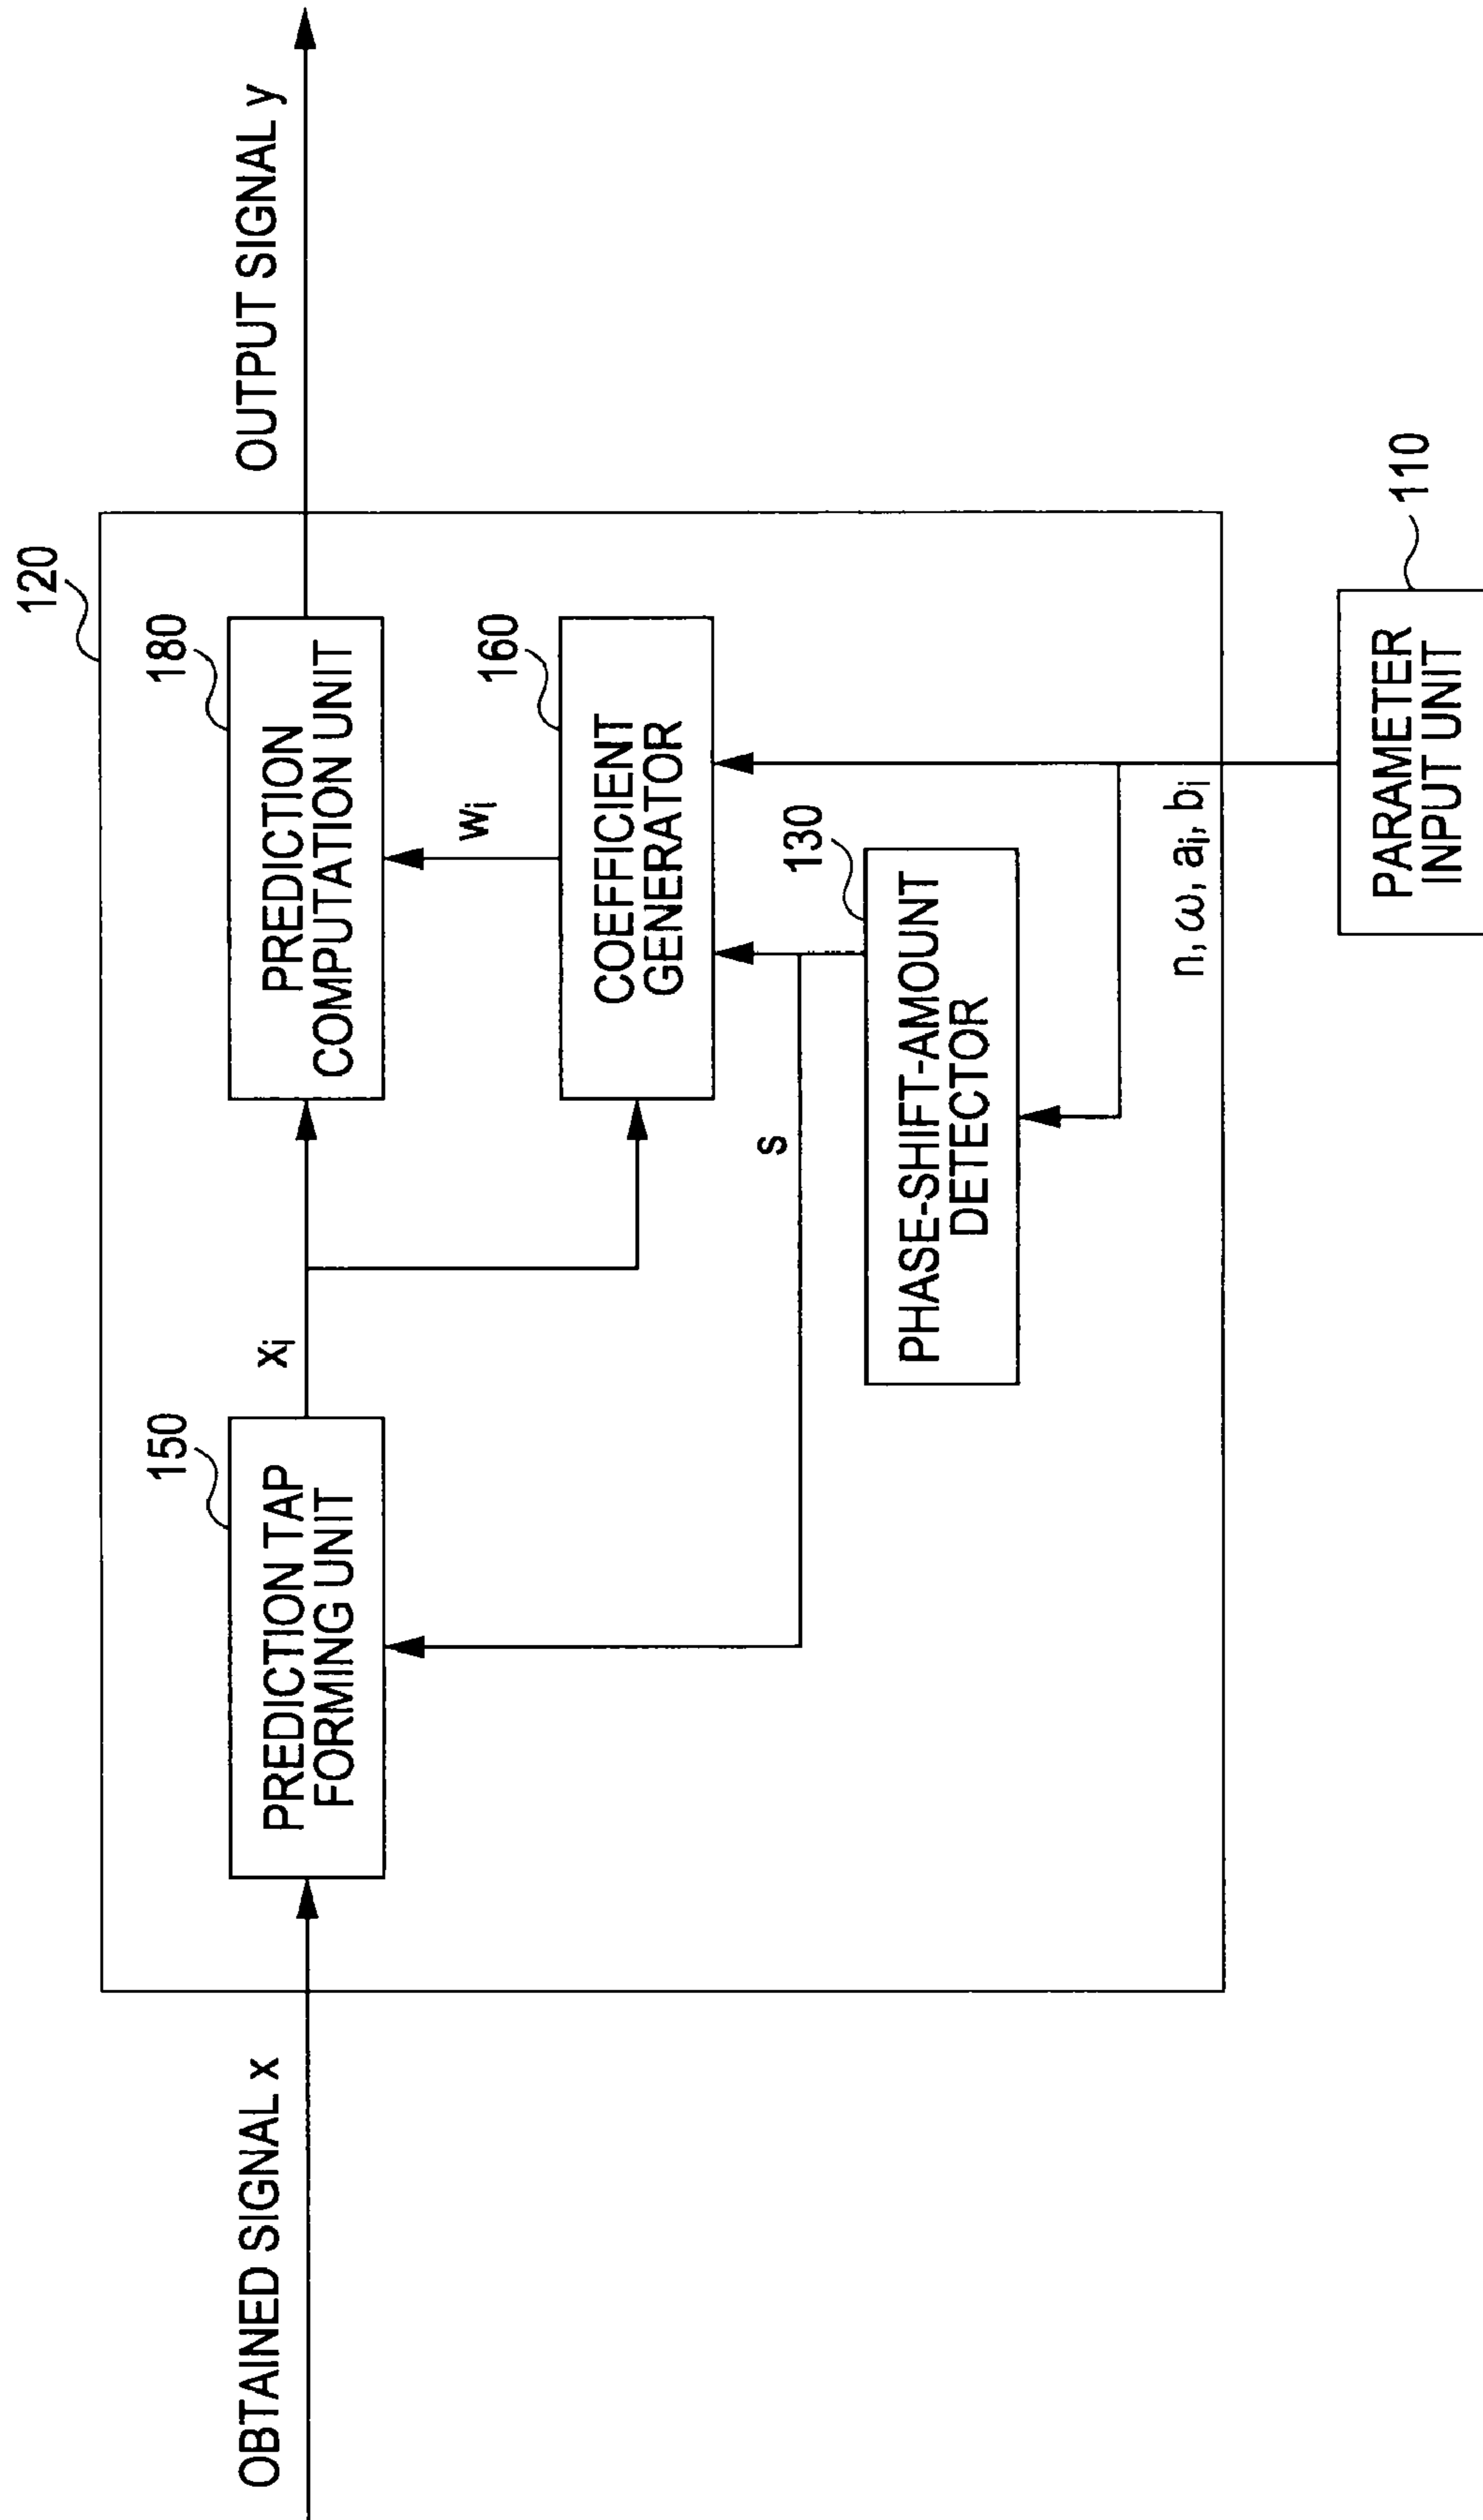 120
150
180
OBTAINED SIGNAL x
PREDICTION TAP
FORMING UNIT
xi
PREDICTION
COMPUTATION UNIT
OUTPUT SIGNAL y
wi
160
COEFFICIENT
GENERATOR
s
130
PHASE-SHIFT-AMOUNT
DETECTOR
n, ω, ai, bi
110
PARAMETER
INPUT UNIT